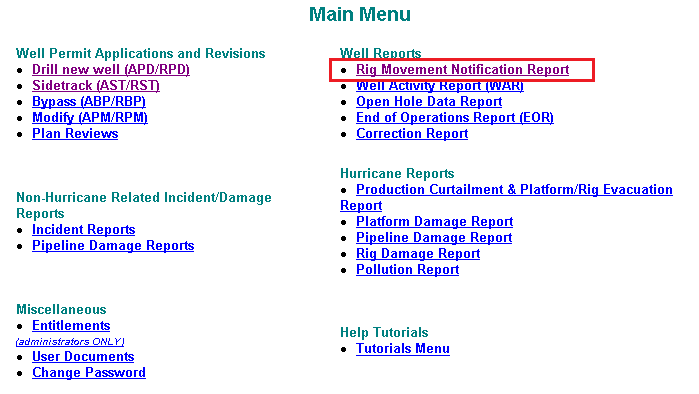 Main Menu
Well Permit Applications and Revisions
Drill new well (APD/RPD)
Sidetrack (AST/RST)
Bypass (ABP/RBP)
Modify (APM/RPM)
Plan Reviews
Non-Hurricane Related Incident/Damage
Reports
Incident Reports
Pipeline Damage Reports
Miscellaneous
Entitlements
(administrators ONLY)
User Documents
Change Password
Well Reports
Rig Movement Notification Report
Well Activity Report (WAR)
Open Hole Data Report
End of Operations Report (EOR)
Correction Report
Hurricane Reports
Production Curtailment & Platform/Rig Evacuation
Report
Platform Damage Report
Pipeline Damage Report
Rig Damage Report
Pollution Report
Help Tutorials
Tutorials Menu